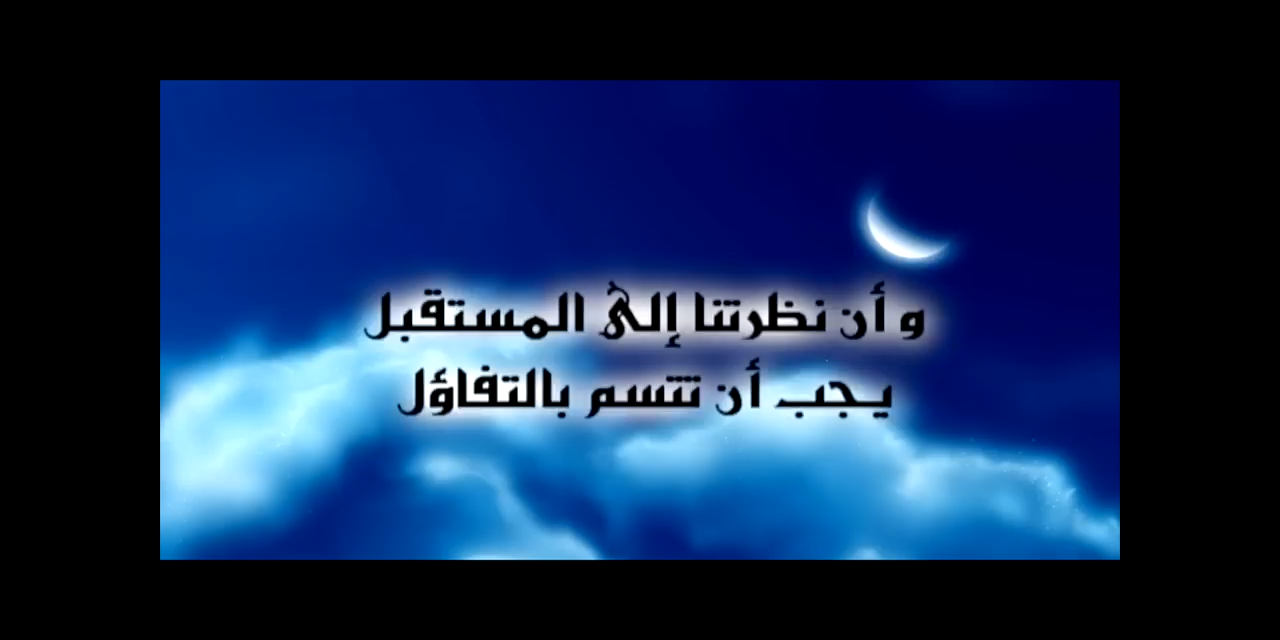 و أن نظرتنا إلى المستقبل
يجب أن تتسم بالتفاؤل